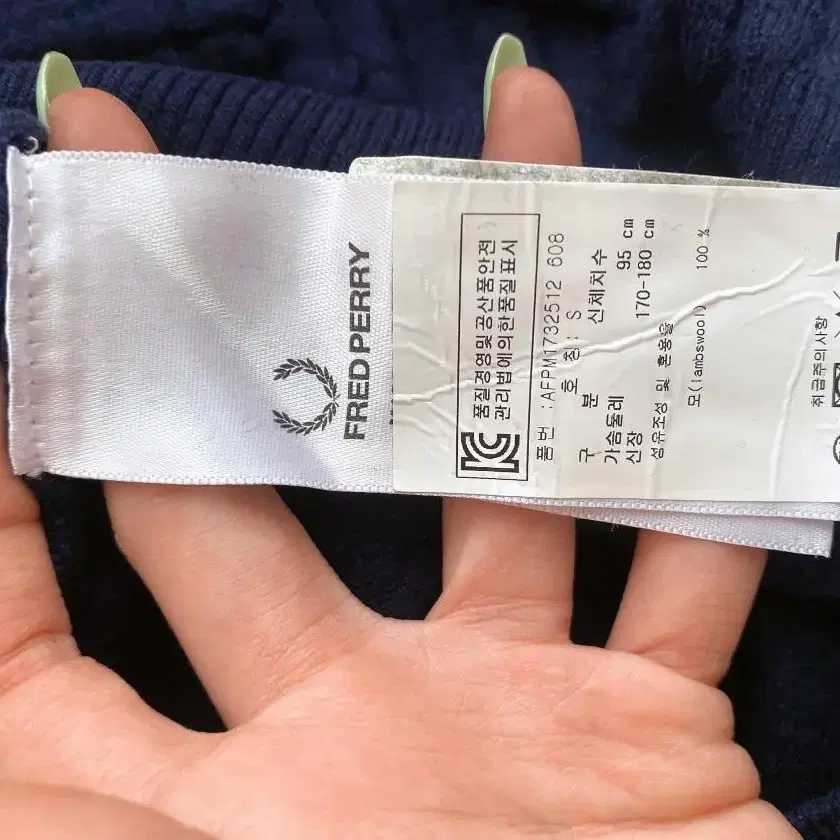 FRED PERRY
품질경영및공산품안전
관리법에의한품질표시
품번 :AFPM1732512 608
호 칭: S
구 분 신체치수
가슴둘레 95 cm
신장 170-180 cm
섬유조성 및 혼용율
모(lambswool) 100 %
취급주의사항